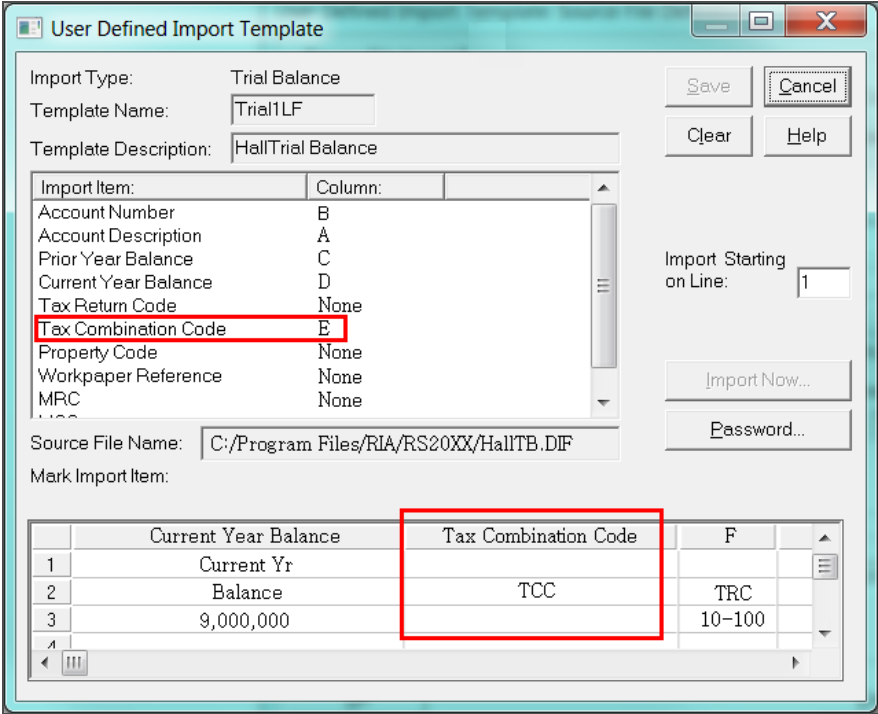 User Defined Import Template
Import Type: Trial Balance
Save Cancel
Template Name: Trial1LF
Clear Help
Template Description: HallTrial Balance
Import Item: Column:
Account Number B
Account Description A
Prior Year Balance C
Import Starting
Current Year Balance D
on Line: 1
Tax Return Code None
Tax Combination Code E
Property Code None
Workpaper Reference None
Import Now...
MRC None
Password...
Source File Name: C:/Program Files/RIA/RS20XX/HallTB.DIF
Mark Import Item:
Current Year Balance Tax Combination Code F
1 Current Yr
2 Balance TCC TRC
3 9,000,000 10-100
4